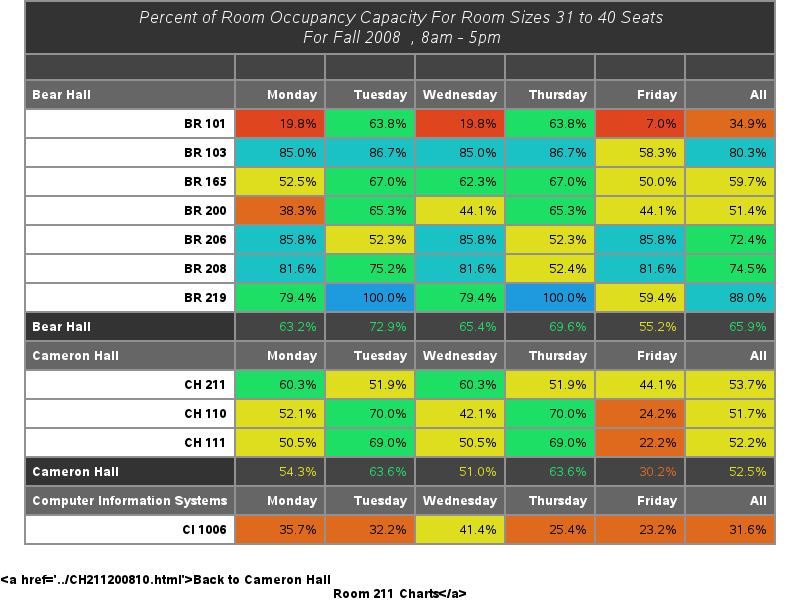 Percent of Room Occupancy Capacity For Room Sizes 31 to 40 Seats
For Fall 2008 , 8am - 5pm
Bear Hall Monday Tuesday Wednesday Thursday Friday All
BR 101 19.8% 63.8% 19.8% 63.8% 7.0% 34.9%
BR 103 85.0% 86.7% 85.0% 86.7% 58.3% 80.3%
BR 165 52.5% 67.0% 62.3% 67.0% 50.0% 59.7%
BR 200 38.3% 65.3% 44.1% 65.3% 44.1% 51.4%
BR 206 85.8% 52.3% 85.8% 52.3% 85.8% 72.4%
BR 208 81.6% 75.2% 81.6% 52.4% 81.6% 74.5%
BR 219 79.4% 100.0% 79.4% 100.0% 59.4% 88.0%
Bear Hall 63.2% 72.9% 65.4% 69.6% 55.2% 65.9%
Cameron Hall Monday Tuesday Wednesday Thursday Friday All
CH 211 60.3% 51.9% 60.3% 51.9% 44.1% 53.7%
CH 110 52.1% 70.0% 42.1% 70.0% 24.2% 51.7%
CH 111 50.5% 69.0% 50.5% 69.0% 22.2% 52.2%
Cameron Hall 54.3% 63.6% 51.0% 63.6% 30.2% 52.5%
Computer Information Systems Monday Tuesday Wednesday Thursday Friday All
CI 1006 35.7% 32.2% 41.4% 25.4% 23.2% 31.6%
<a href='../CH211200810.html'>Back to Cameron Hall
Room 211 Charts</a>